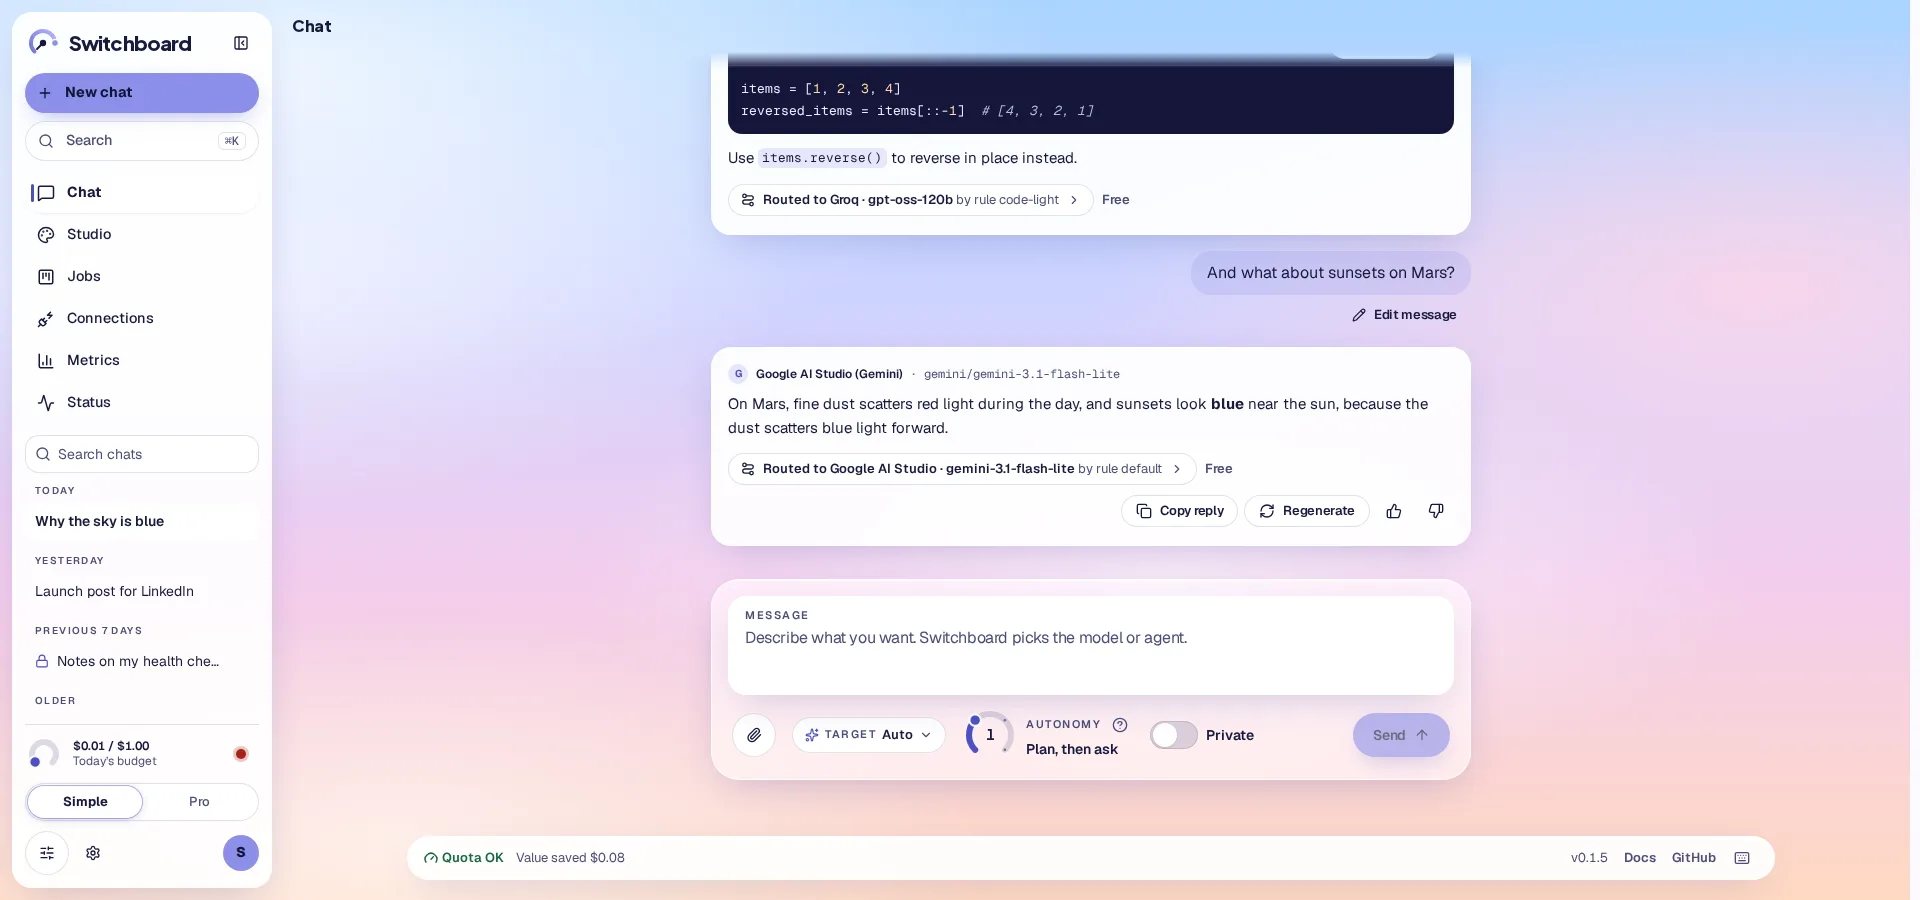 Switchboard
New chat
Search
⌘K
Chat
Studio
Jobs
Connections
Metrics
Status
Search chats
TODAY
Why the sky is blue
YESTERDAY
Launch post for LinkedIn
PREVIOUS 7 DAYS
Notes on my health che…
OLDER
$0.01 / $1.00
Today's budget
Simple
Pro
S
Chat
items = [1, 2, 3, 4]
reversed_items = items[::-1]  # [4, 3, 2, 1]
Use items.reverse() to reverse in place instead.
Routed to Groq · gpt-oss-120b by rule code-light
Free
And what about sunsets on Mars?
Edit message
G Google AI Studio (Gemini) · gemini/gemini-3.1-flash-lite
On Mars, fine dust scatters red light during the day, and sunsets look blue near the sun, because the
dust scatters blue light forward.
Routed to Google AI Studio · gemini-3.1-flash-lite by rule default
Free
Copy reply
Regenerate
MESSAGE
Describe what you want. Switchboard picks the model or agent.
TARGET Auto
1
AUTONOMY
Plan, then ask
Private
Send
Quota OK
Value saved $0.08
v0.1.5
Docs
GitHub